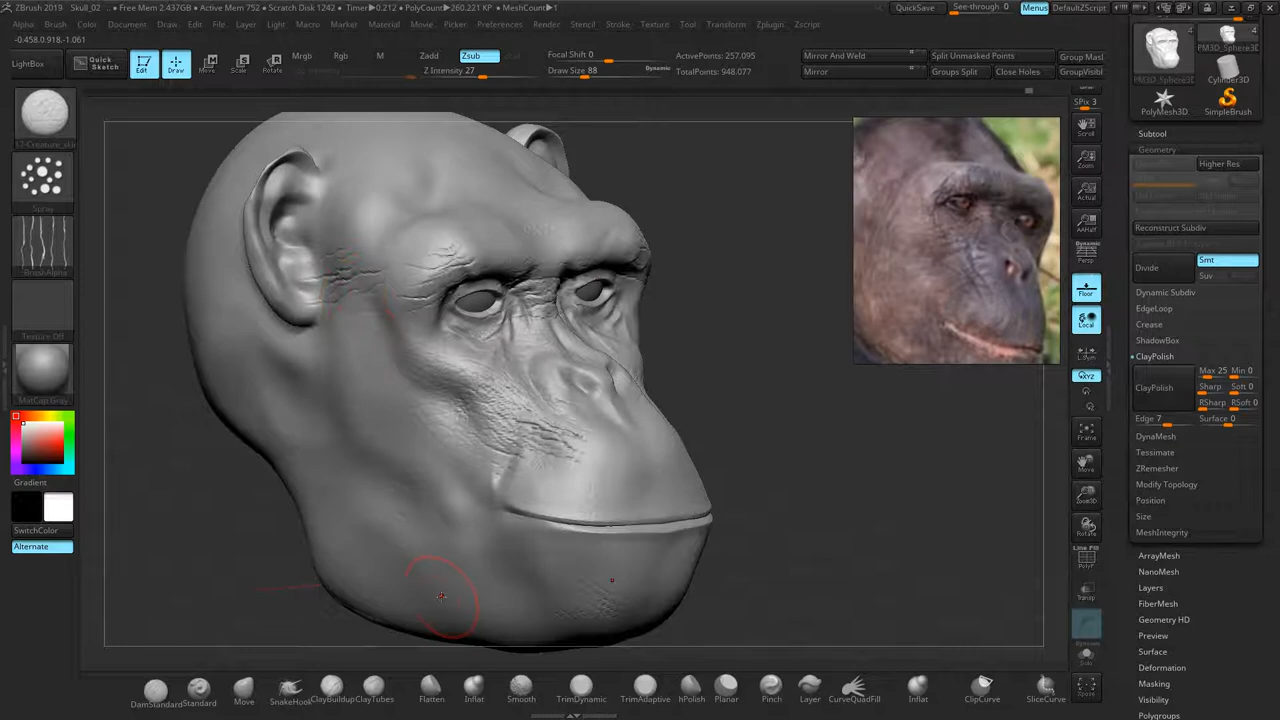 ZBrush 2019 Skull_02 .. • Free Mem 2.437GB • Active Mem 752 • Scratch Disk 1242 • Timer▶0.212 • PolyCount▶260.221 KP • MeshCount▶1
QuickSave See-through 0 Menus DefaultZScript
Alpha Brush Color Document Draw Edit File Layer Light Macro Marker Material Movie Picker Preferences Render Stencil Stroke Texture Tool Transform Zplugin Zscript
-0.458,0.918,-1.061
LightBox Quick Sketch Edit Draw Move Scale Rotate
Mrgb Rgb M Zadd Zsub
Z Intensity 27
Focal Shift 0
Draw Size 88 Dynamic
ActivePoints: 257.095
TotalPoints: 948.077
Mirror And Weld Split Unmasked Points Group Mask
Mirror Groups Split Close Holes GroupVisibl
Spray
BrushAlpha
Texture Off
MatCap Gray
Gradient
SwitchColor
Alternate
SPix 3
Scroll
Zoom
Actual
AAHalf
Dynamic
Persp
Floor
Local
L.Sym
XYZ
Frame
Move
Zoom3D
Rotate
Line Fill
PolyF
Transp
Solo
Xpose
4 4
PM3D_Sphere3D PM3D_Sphere3D
Cylinder3D
PolyMesh3D SimpleBrush
Subtool
Geometry
Higher Res
Reconstruct Subdiv
Divide Smt
Suv
Dynamic Subdiv
EdgeLoop
Crease
ShadowBox
ClayPolish
ClayPolish Max 25 Min 0
Sharp Soft 0
RSharp RSoft 0
Edge 7 Surface 0
DynaMesh
Tessimate
ZRemesher
Modify Topology
Position
Size
MeshIntegrity
ArrayMesh
NanoMesh
Layers
FiberMesh
Geometry HD
Preview
Surface
Deformation
Masking
Visibility
Polygroups
DamStandard Standard Move SnakeHook ClayBuildup ClayTubes Flatten Inflat Smooth TrimDynamic TrimAdaptive hPolish Planar Pinch Layer CurveQuadFill Inflat ClipCurve SliceCurve